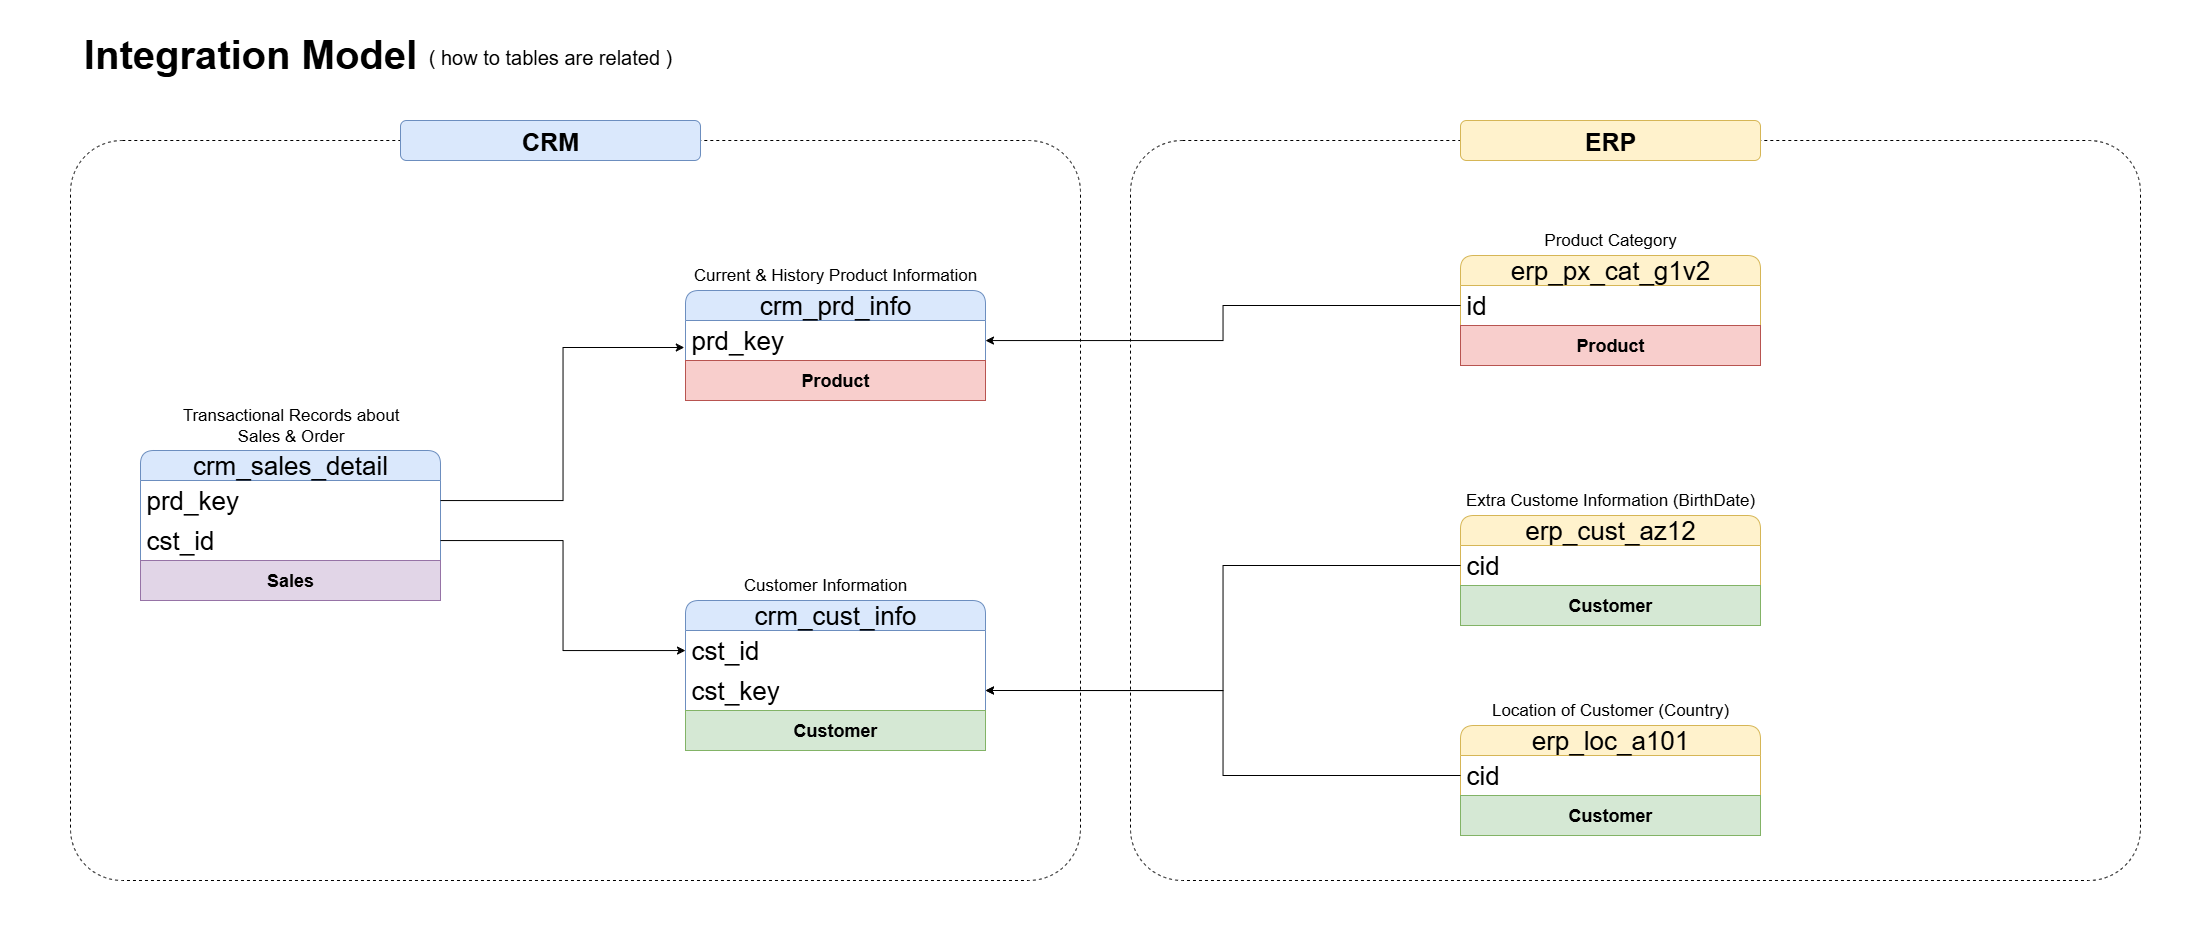 Integration Model ( how to tables are related )
CRM
Current & History Product Information
crm_prd_info
prd_key
Product
Transactional Records about
Sales & Order
crm_sales_detail
prd_key
cst_id
Sales
Customer Information
crm_cust_info
cst_id
cst_key
Customer
ERP
Product Category
erp_px_cat_g1v2
id
Product
Extra Custome Information (BirthDate)
erp_cust_az12
cid
Customer
Location of Customer (Country)
erp_loc_a101
cid
Customer